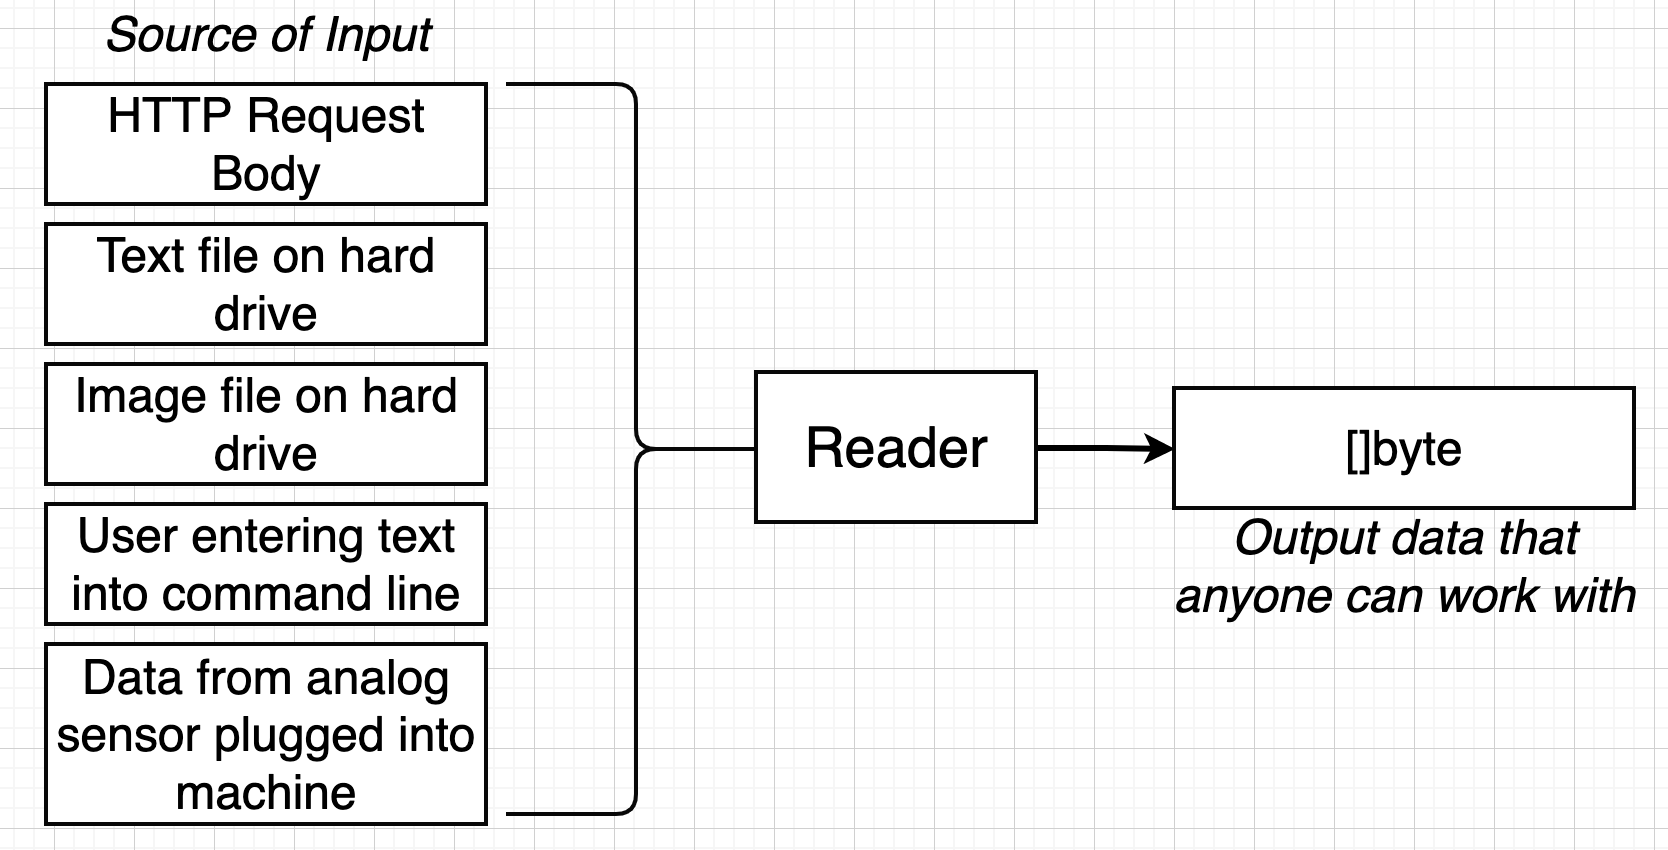 Source of Input
HTTP Request
Body
Text file on hard
drive
Image file on hard
drive
User entering text
into command line
Data from analog
sensor plugged into
machine
Reader
[]byte
Output data that
anyone can work with